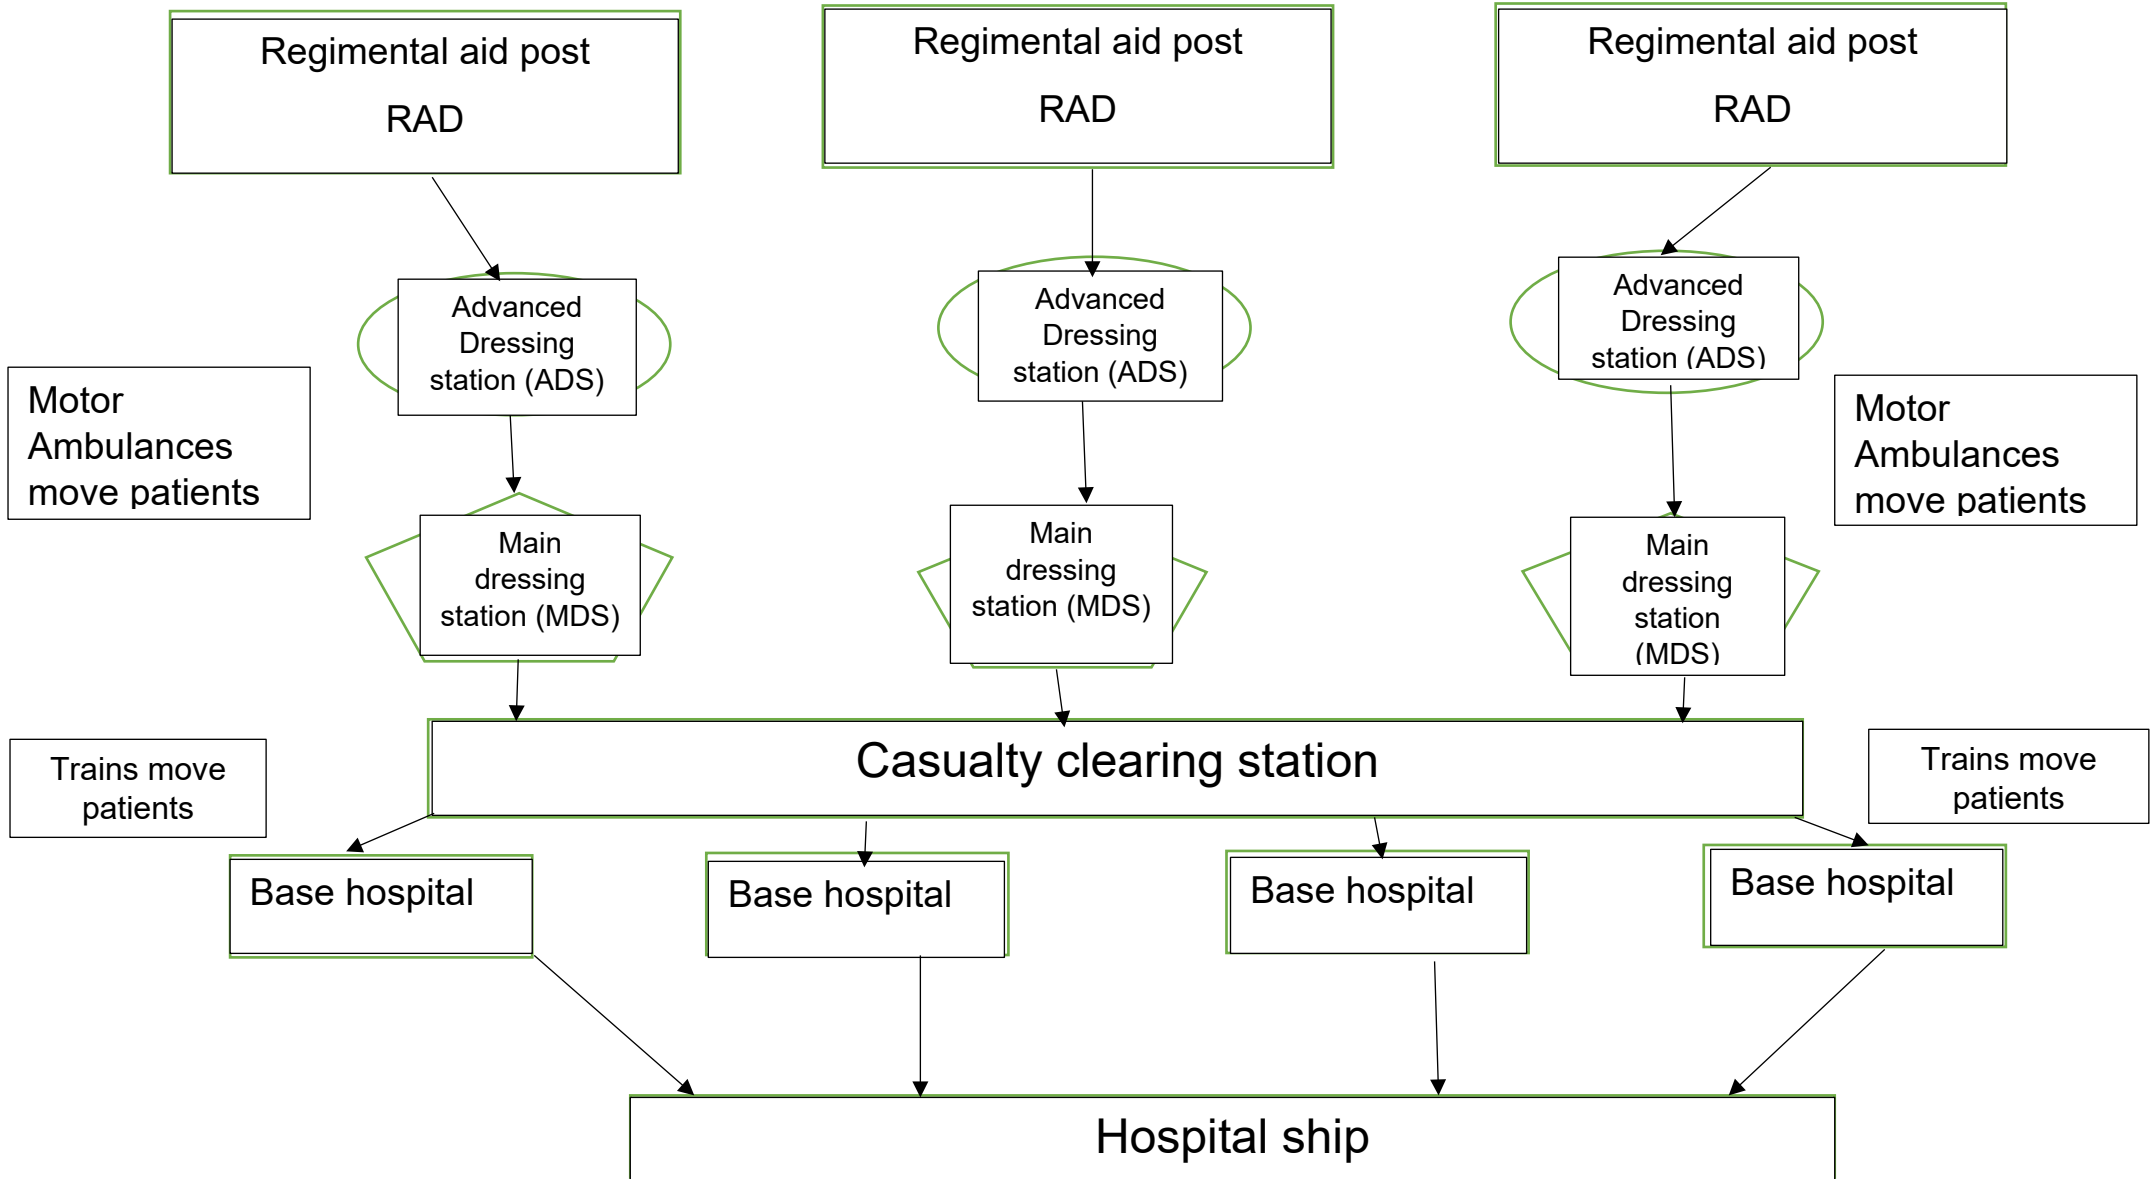 Regimental aid post
RAD
Regimental aid post
RAD
Regimental aid post
RAD
Advanced
Dressing
station (ADS)
Advanced
Dressing
station (ADS)
Advanced
Dressing
station (ADS)
Motor
Ambulances
move patients
Motor
Ambulances
move patients
Main
dressing
station (MDS)
Main
dressing
station (MDS)
Main
dressing
station
(MDS)
Casualty clearing station
Trains move
patients
Trains move
patients
Base hospital
Base hospital
Base hospital
Base hospital
Hospital ship